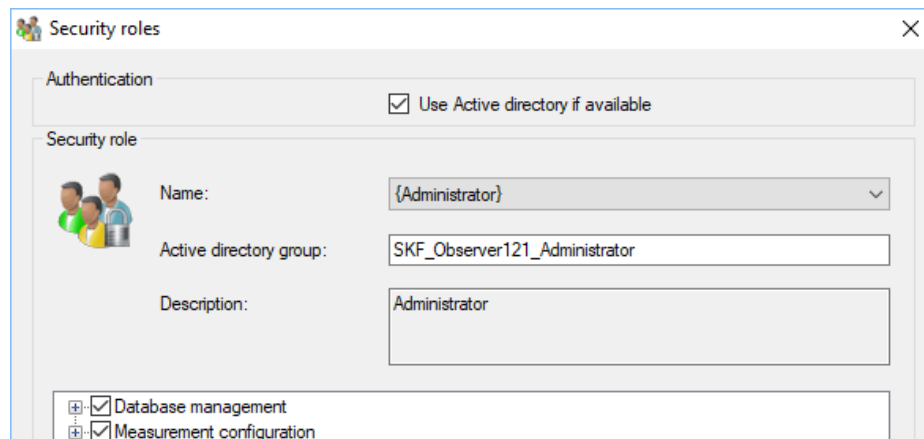 Security roles
Authentication
Use Active directory if available
Security role
Name: {Administrator}
Active directory group: SKF_Observer121_Administrator
Description: Administrator
Database management
Measurement configuration